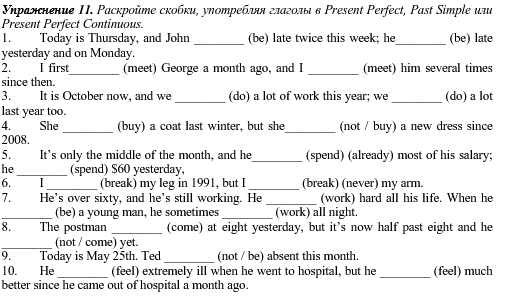 Упражнение 11. Раскройте скобки, употребляя глаголы в Present Perfect, Past Simple или
Present Perfect Continuous.
1. Today is Thursday, and John ________ (be) late twice this week; he________ (be) late
yesterday and on Monday.
2. I first________ (meet) George a month ago, and I ________ (meet) him several times
since then.
3. It is October now, and we ________ (do) a lot of work this year; we ________ (do) a lot
last year too.
4. She ________ (buy) a coat last winter, but she________ (not / buy) a new dress since
2008.
5. It’s only the middle of the month, and he________ (spend) (already) most of his salary;
he ________ (spend) $60 yesterday,
6. I ________ (break) my leg in 1991, but I ________ (break) (never) my arm.
7. He’s over sixty, and he’s still working. He ________ (work) hard all his life. When he
________ (be) a young man, he sometimes ________ (work) all night.
8. The postman ________ (come) at eight yesterday, but it’s now half past eight and he
________ (not / come) yet.
9. Today is May 25th. Ted ________ (not / be) absent this month.
10. He ________ (feel) extremely ill when he went to hospital, but he ________ (feel) much
better since he came out of hospital a month ago.